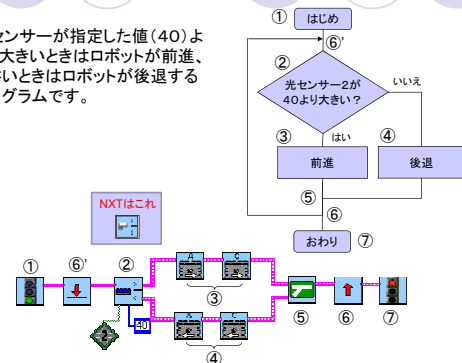 センサーが指定した値(40)よ
大きいときはロボットが前進、
いときはロボットが後退する
グラムです。
① はじめ
⑥’
②
光センサー2が
40より大きい?
いいえ
はい
③
④
前進
後退
⑤
⑥
おわり ⑦
NXTはこれ
① ⑥’ ②
A C
③
2
40
A C
④
⑤ ⑥ ⑦